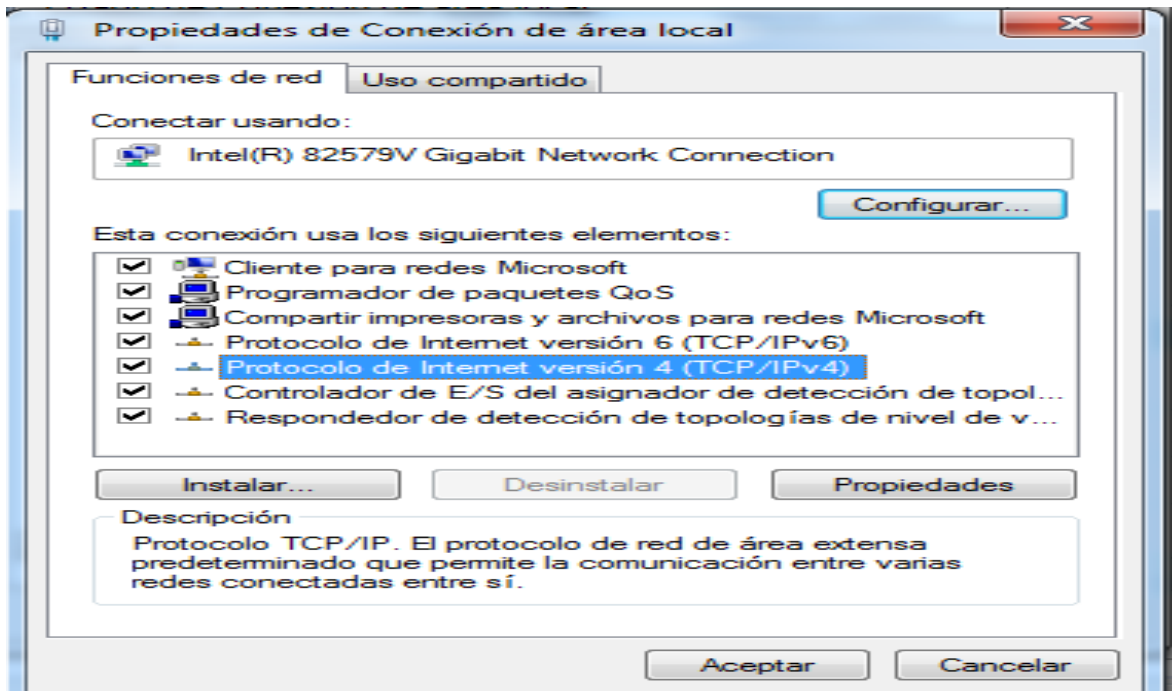 Propiedades de Conexión de área local
Funciones de red
Uso compartido
Conectar usando:
Intel(R) 82579V Gigabit Network Connection
Configurar...
Esta conexión usa los siguientes elementos:
Cliente para redes Microsoft
Programador de paquetes QoS
Compartir impresoras y archivos para redes Microsoft
Protocolo de Internet versión 6 (TCP/IPv6)
Protocolo de Internet versión 4 (TCP/IPv4)
Controlador de E/S del asignador de detección de topol...
Respondedor de detección de topologías de nivel de v...
Instalar...
Desinstalar
Propiedades
Descripción
Protocolo TCP/IP. El protocolo de red de área extensa
predeterminado que permite la comunicación entre varias
redes conectadas entre sí.
Aceptar
Cancelar